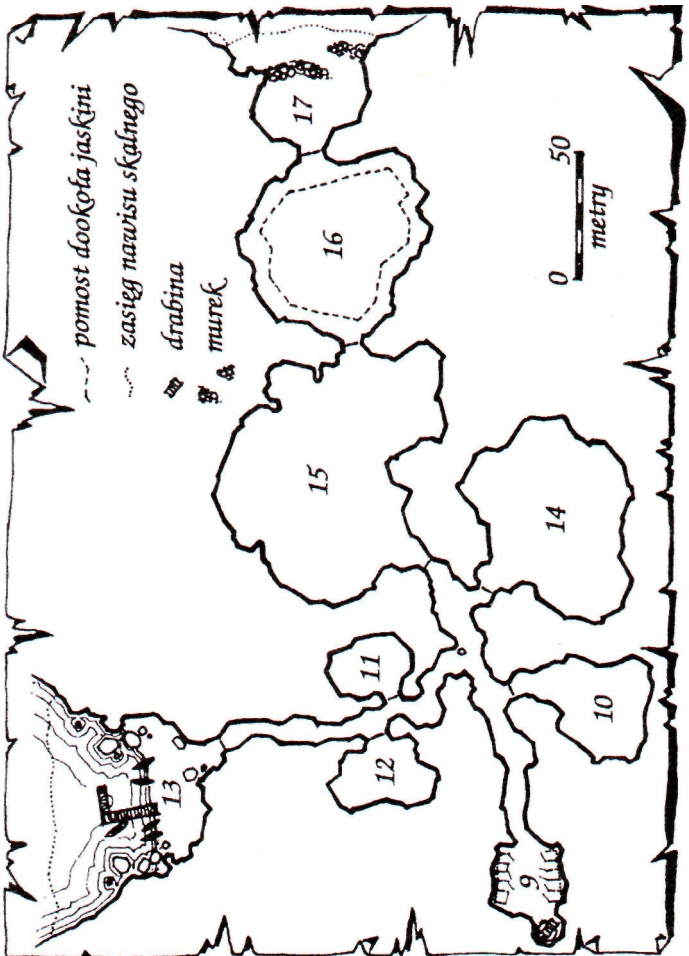 pomost dookoła jaskini
zasięg nawisu skalnego
drabina
murek
17
16
15
14
13
12
11
10
9
0 50
metry